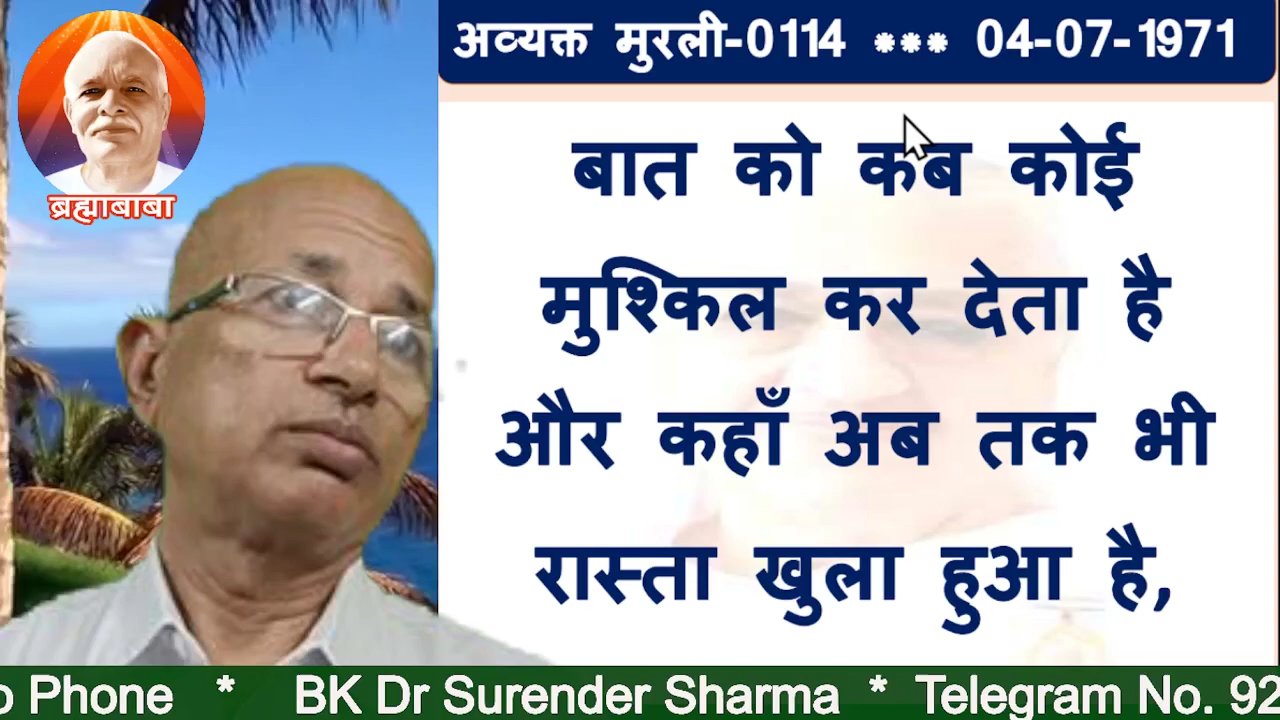 अव्यक्त मुरली-0114 *** 04-07-1971
ब्रह्माबाबा
बात को कब कोई
मुश्किल कर देता है
और कहाँ अब तक भी
रास्ता खुला हुआ है,
o Phone * BK Dr Surender Sharma * Telegram No. 92